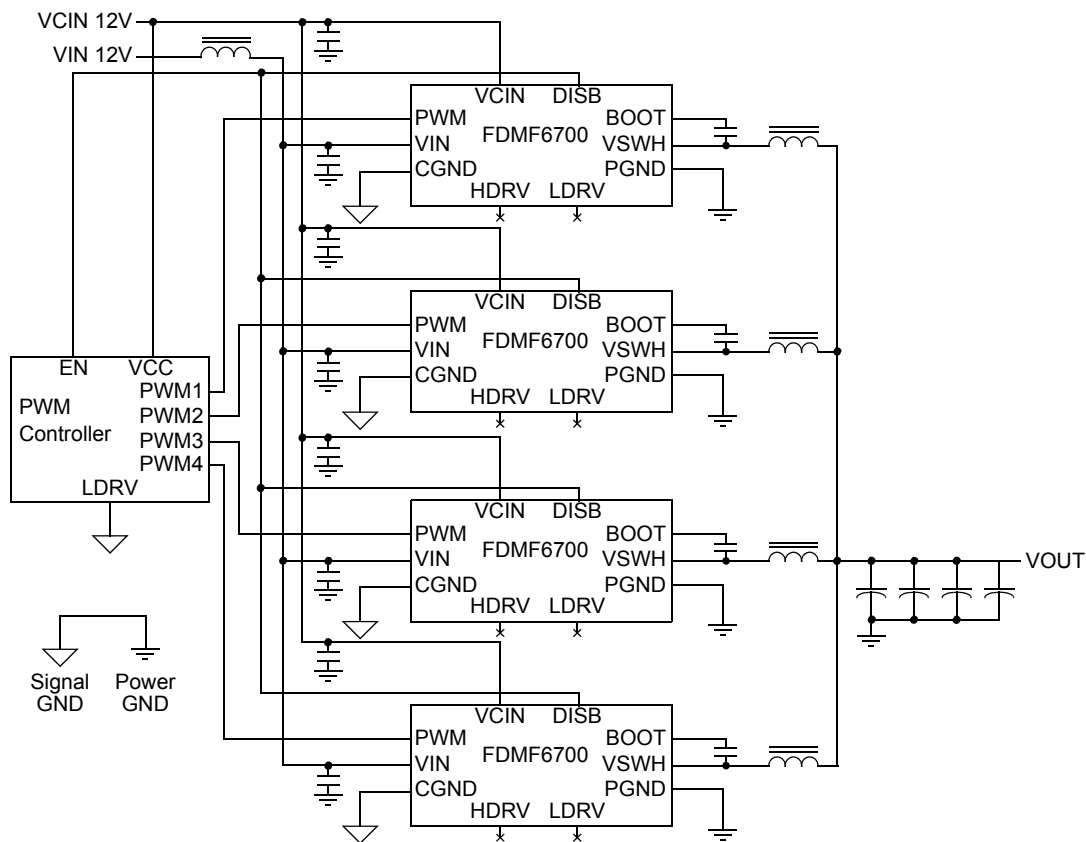 VCIN 12V
VIN 12V
VCIN DISB
PWM BOOT
FDMF6700
VIN VSWH
CGND PGND
HDRV LDRV
VCIN DISB
PWM BOOT
FDMF6700
VIN VSWH
CGND PGND
HDRV LDRV
EN VCC
PWM1
PWM Controller
PWM2
PWM3
PWM4
LDRV
VCIN DISB
PWM BOOT
FDMF6700
VIN VSWH
CGND PGND
HDRV LDRV
VOUT
Signal GND
Power GND
VCIN DISB
PWM BOOT
FDMF6700
VIN VSWH
CGND PGND
HDRV LDRV